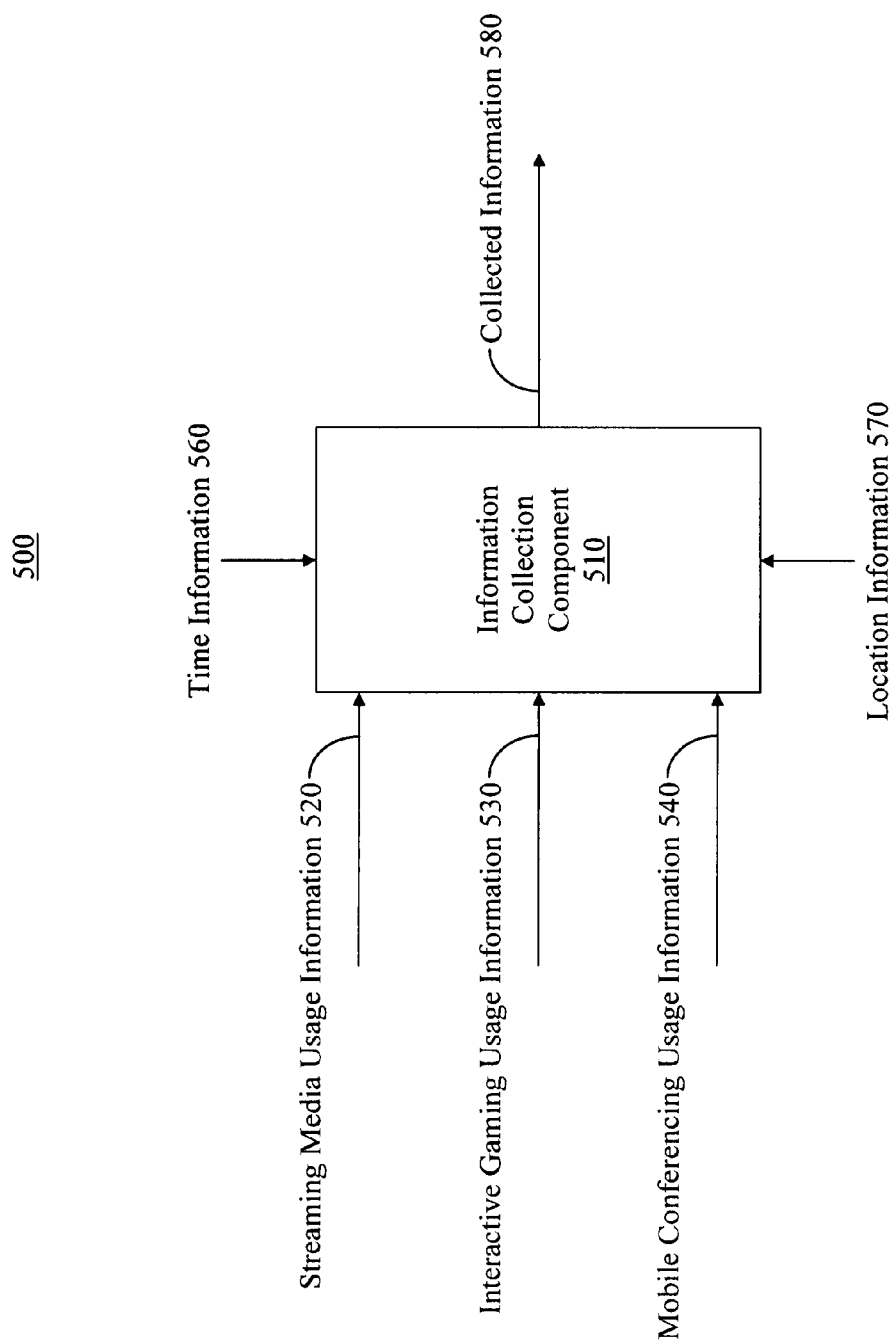 500
Time Information 560
Streaming Media Usage Information 520
Interactive Gaming Usage Information 530
Mobile Conferencing Usage Information 540
Information
Collection
Component
510
Collected Information 580
Location Information 570